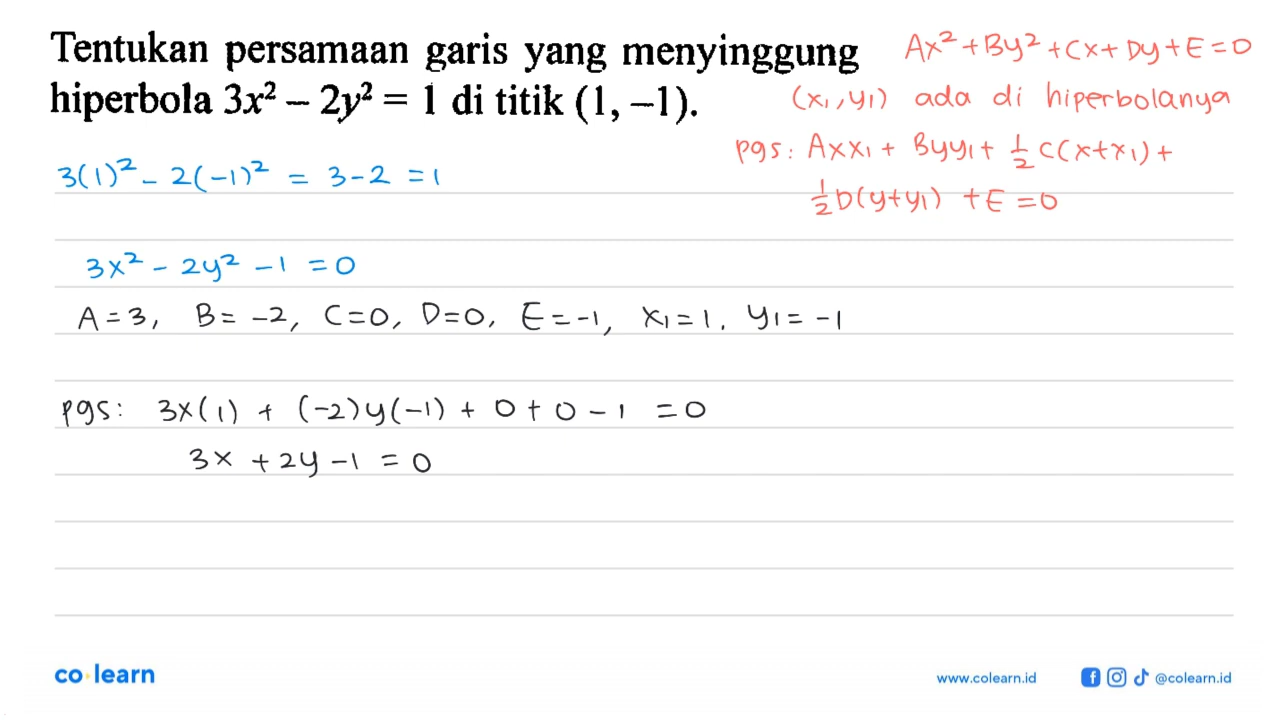 Tentukan persamaan garis yang menyinggung
hiperbola 3x² – 2y² = 1 di titik (1, –1).
Ax² + By² + Cx + Dy + E = 0
(x₁, y₁) ada di hiperbolanya
pgs: Axx₁ + Byy₁ + ½ C(x+x₁) +
½ D(y+y₁) + E = 0
3(1)² - 2(-1)² = 3-2 = 1
3x² - 2y² - 1 = 0
A = 3, B = -2, C = 0, D = 0, E = -1, x₁ = 1, y₁ = -1
pgs: 3x(1) + (-2)y(-1) + 0 + 0 - 1 = 0
3x + 2y - 1 = 0
co learn
www.colearn.id
@colearn.id